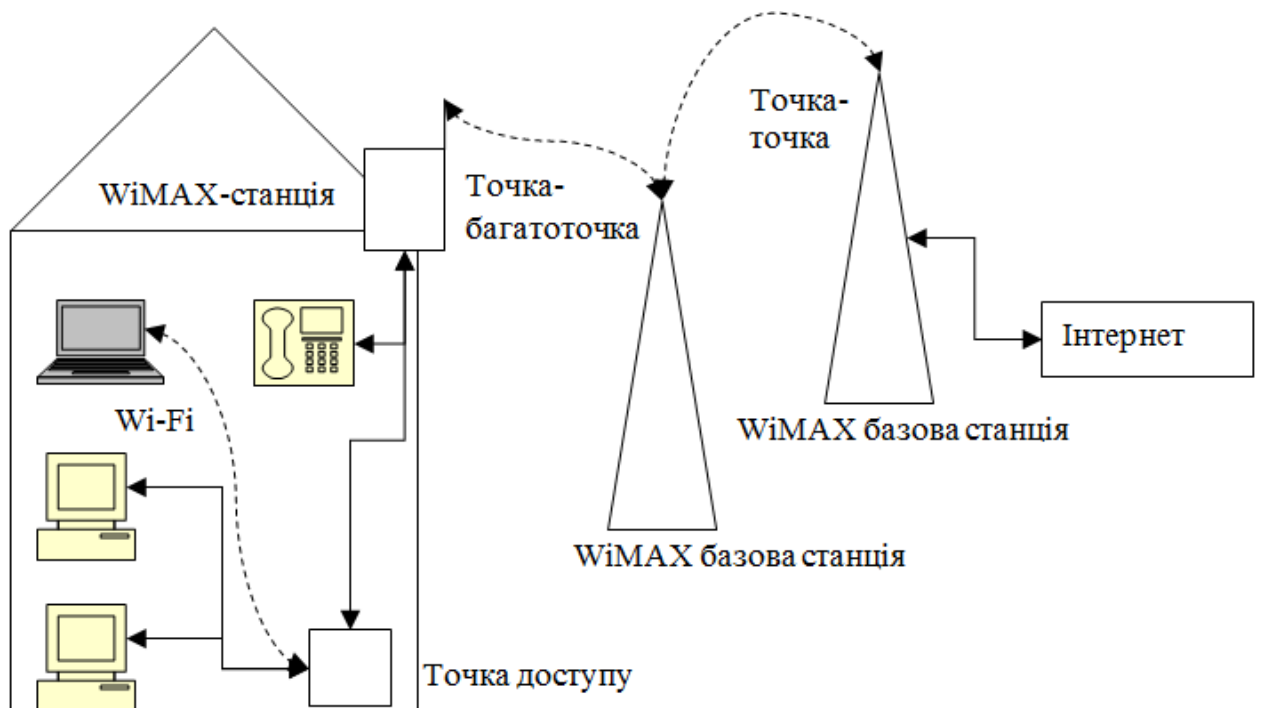 Точка-
точка
WiMAX-станція
Точка-
багатоточка
Інтернет
Wi-Fi
WiMAX базова станція
WiMAX базова станція
Точка доступу